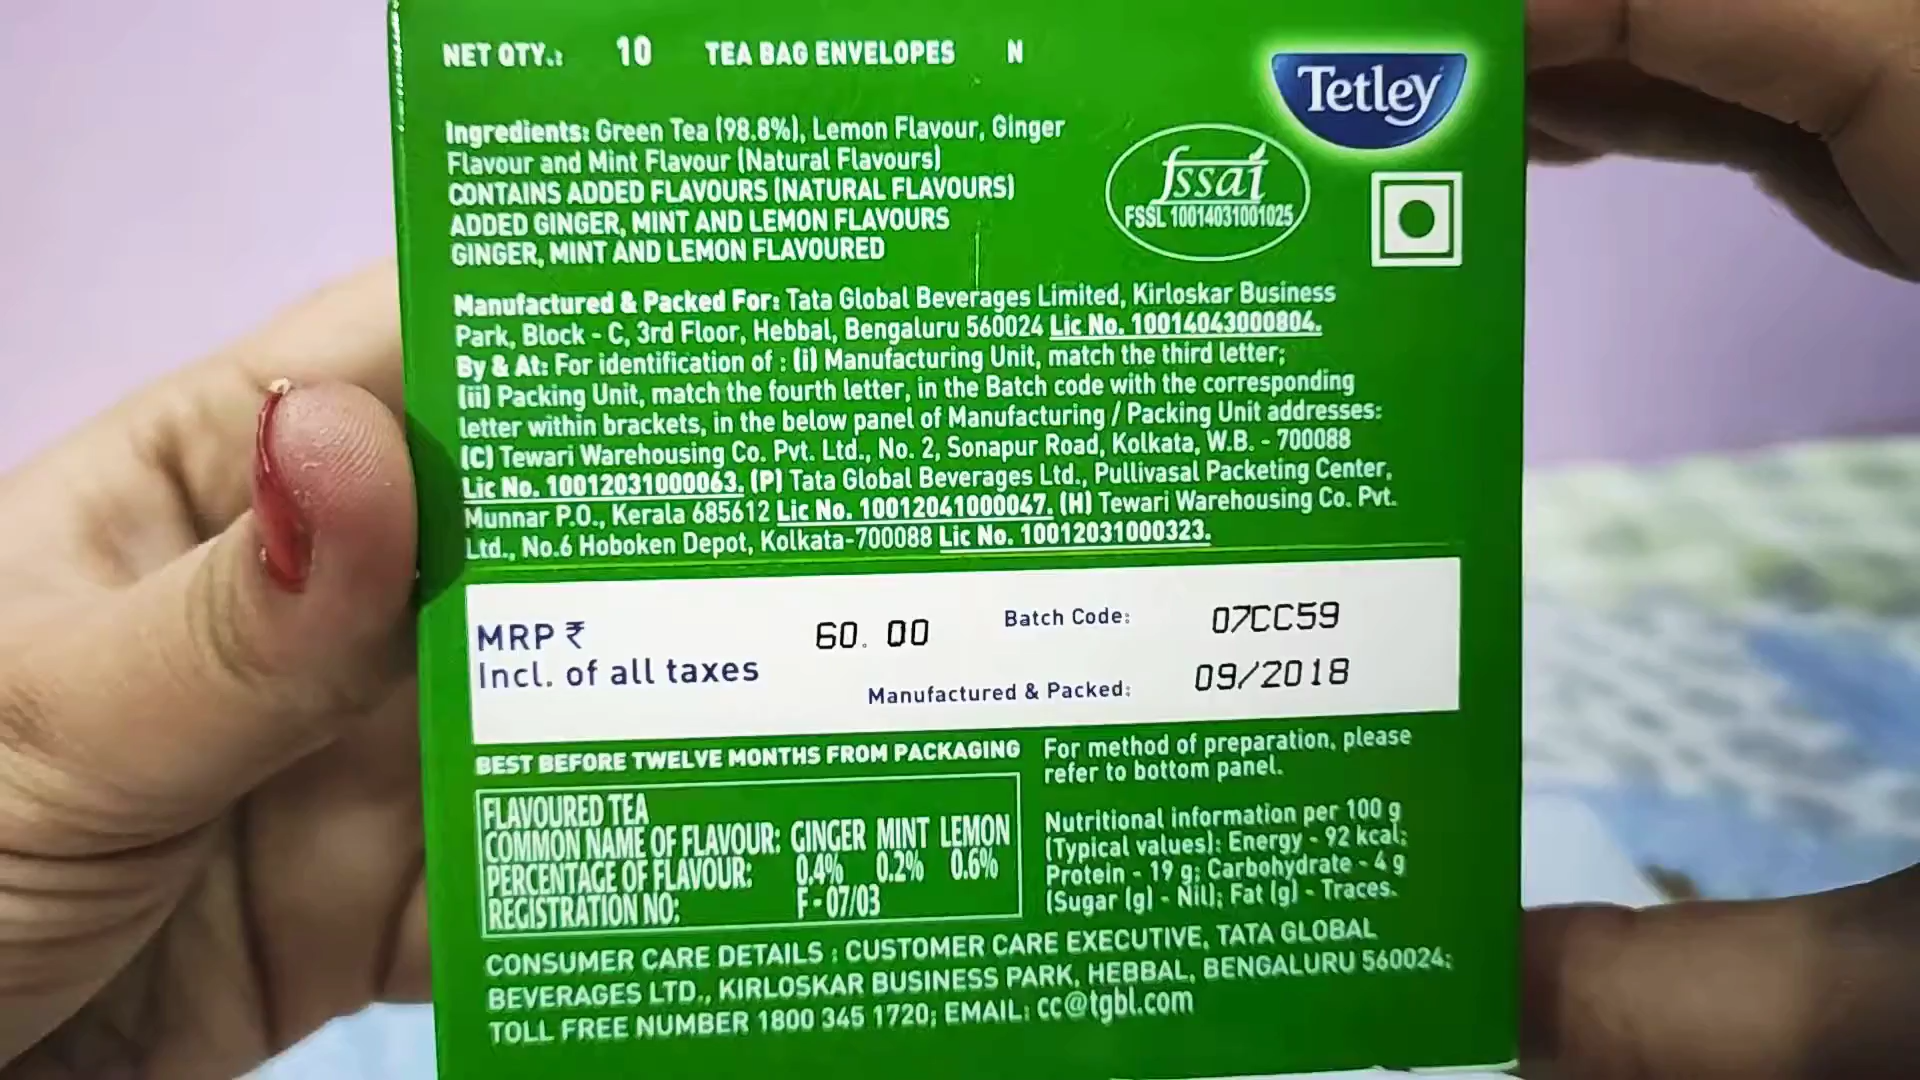 NET QTY.: 10 TEA BAG ENVELOPES N
Tetley
Ingredients: Green Tea (98.8%), Lemon Flavour, Ginger
Flavour and Mint Flavour (Natural Flavours)
CONTAINS ADDED FLAVOURS (NATURAL FLAVOURS)
ADDED GINGER, MINT AND LEMON FLAVOURS
GINGER, MINT AND LEMON FLAVOURED
fssai
FSSL 10014031001025
Manufactured & Packed For: Tata Global Beverages Limited, Kirloskar Business
Park, Block - C, 3rd Floor, Hebbal, Bengaluru 560024 Lic No. 10014043000804.
By & At: For identification of : (i) Manufacturing Unit, match the third letter;
(ii) Packing Unit, match the fourth letter, in the Batch code with the corresponding
letter within brackets, in the below panel of Manufacturing / Packing Unit addresses:
(C) Tewari Warehousing Co. Pvt. Ltd., No. 2, Sonapur Road, Kolkata, W.B. - 700088
Lic No. 10012031000063. (P) Tata Global Beverages Ltd., Pullivasal Packeting Center,
Munnar P.O., Kerala 685612 Lic No. 10012041000047. (H) Tewari Warehousing Co. Pvt.
Ltd., No.6 Hoboken Depot, Kolkata-700088 Lic No. 10012031000323.
MRP ₹ 60.00
Incl. of all taxes
Batch Code: 07CC59
Manufactured & Packed: 09/2018
BEST BEFORE TWELVE MONTHS FROM PACKAGING
FLAVOURED TEA
COMMON NAME OF FLAVOUR: GINGER MINT LEMON
PERCENTAGE OF FLAVOUR: 0.4% 0.2% 0.6%
REGISTRATION NO: F-07/03
For method of preparation, please
refer to bottom panel.
Nutritional information per 100 g
(Typical values): Energy - 92 kcal;
Protein - 19 g; Carbohydrate - 4 g
(Sugar (g) - Nil); Fat (g) - Traces.
CONSUMER CARE DETAILS : CUSTOMER CARE EXECUTIVE, TATA GLOBAL
BEVERAGES LTD., KIRLOSKAR BUSINESS PARK, HEBBAL, BENGALURU 560024;
TOLL FREE NUMBER 1800 345 1720; EMAIL: cc@tgbl.com